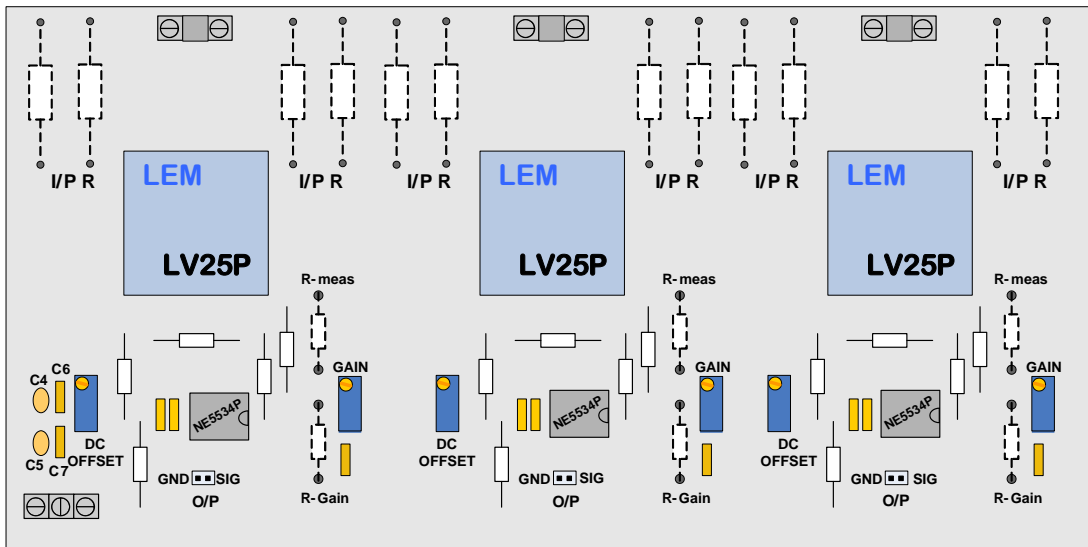 I/P R
I/P R
I/P R
I/P R
I/P R
I/P R
LEM
LV25P
LEM
LV25P
LEM
LV25P
R- meas
R- meas
R- meas
GAIN
GAIN
GAIN
C4
C6
C5
C7
DC
OFFSET
DC
OFFSET
DC
OFFSET
NE5534P
NE5534P
NE5534P
GND
SIG
O/P
GND
SIG
O/P
GND
SIG
O/P
R-Gain
R-Gain
R-Gain